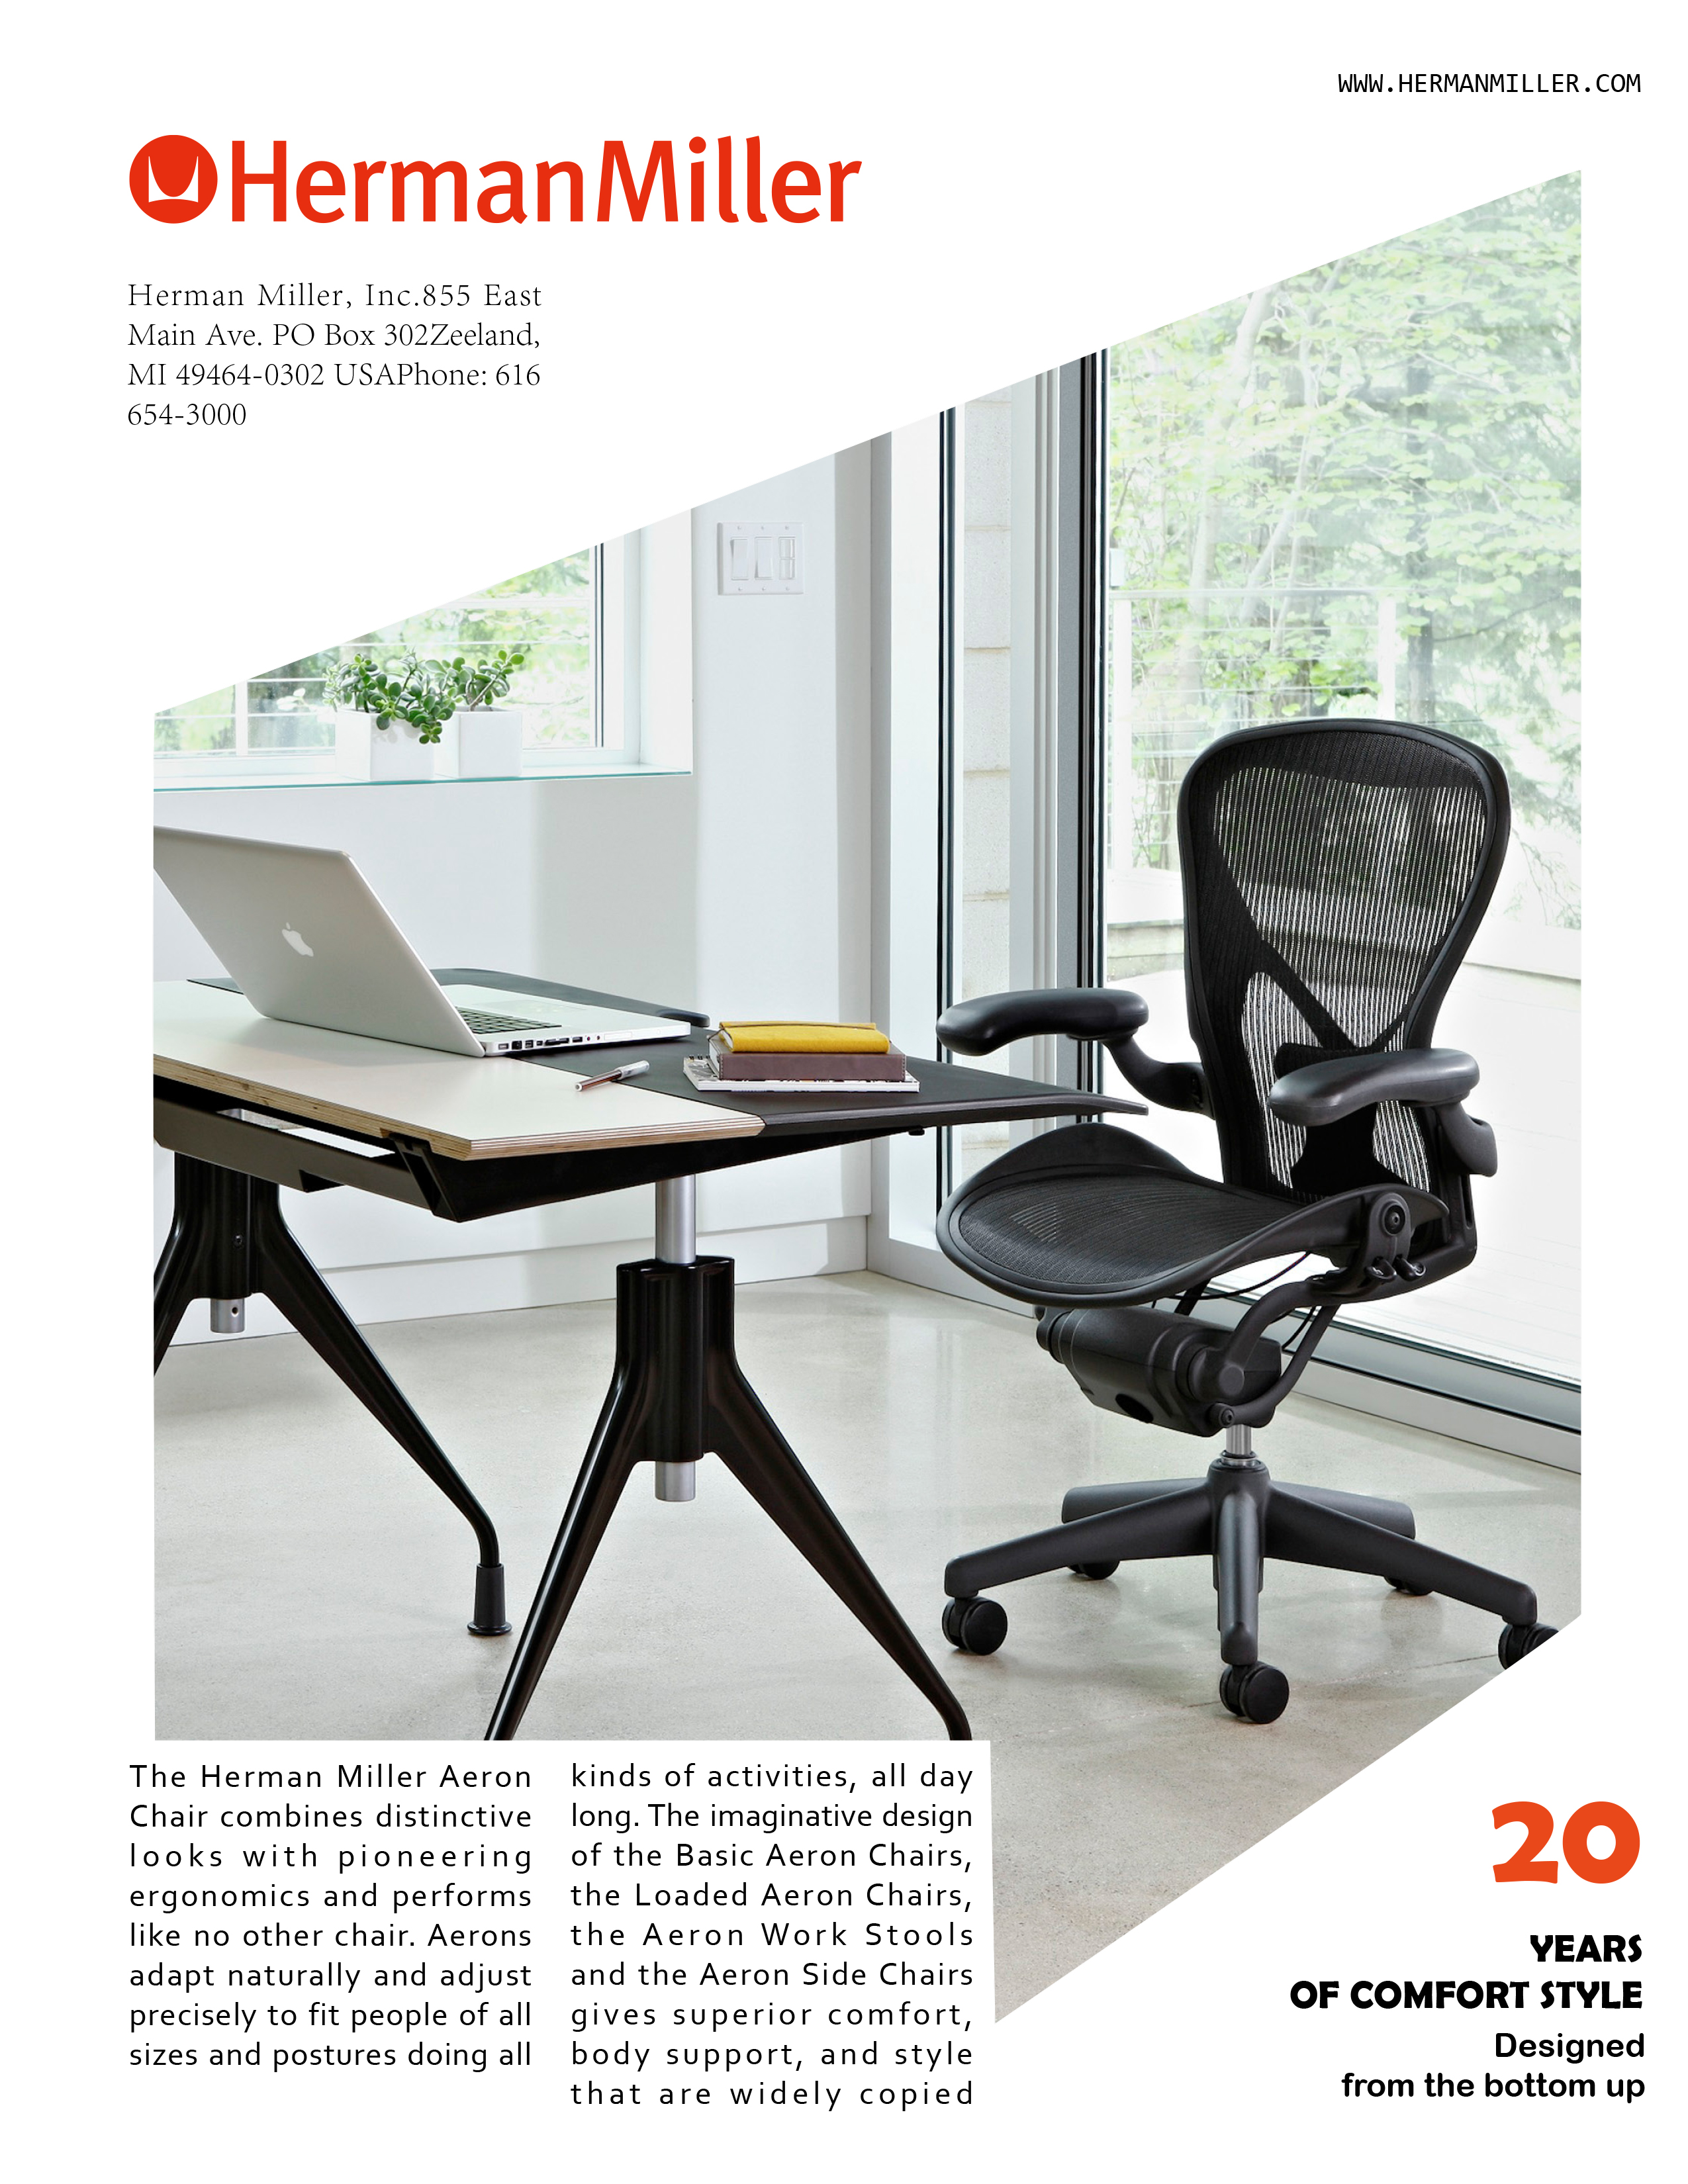 WWW.HERMANMILLER.COM
HermanMiller
Herman Miller, Inc.855 East
Main Ave. PO Box 302Zeeland,
MI 49464-0302 USAPhone: 616
654-3000
The Herman Miller Aeron
Chair combines distinctive
looks with pioneering
ergonomics and performs
like no other chair. Aerons
adapt naturally and adjust
precisely to fit people of all
sizes and postures doing all
kinds of activities, all day
long. The imaginative design
of the Basic Aeron Chairs,
the Loaded Aeron Chairs,
the Aeron Work Stools
and the Aeron Side Chairs
gives superior comfort,
body support, and style
that are widely copied
20
YEARS
OF COMFORT STYLE
Designed
from the bottom up